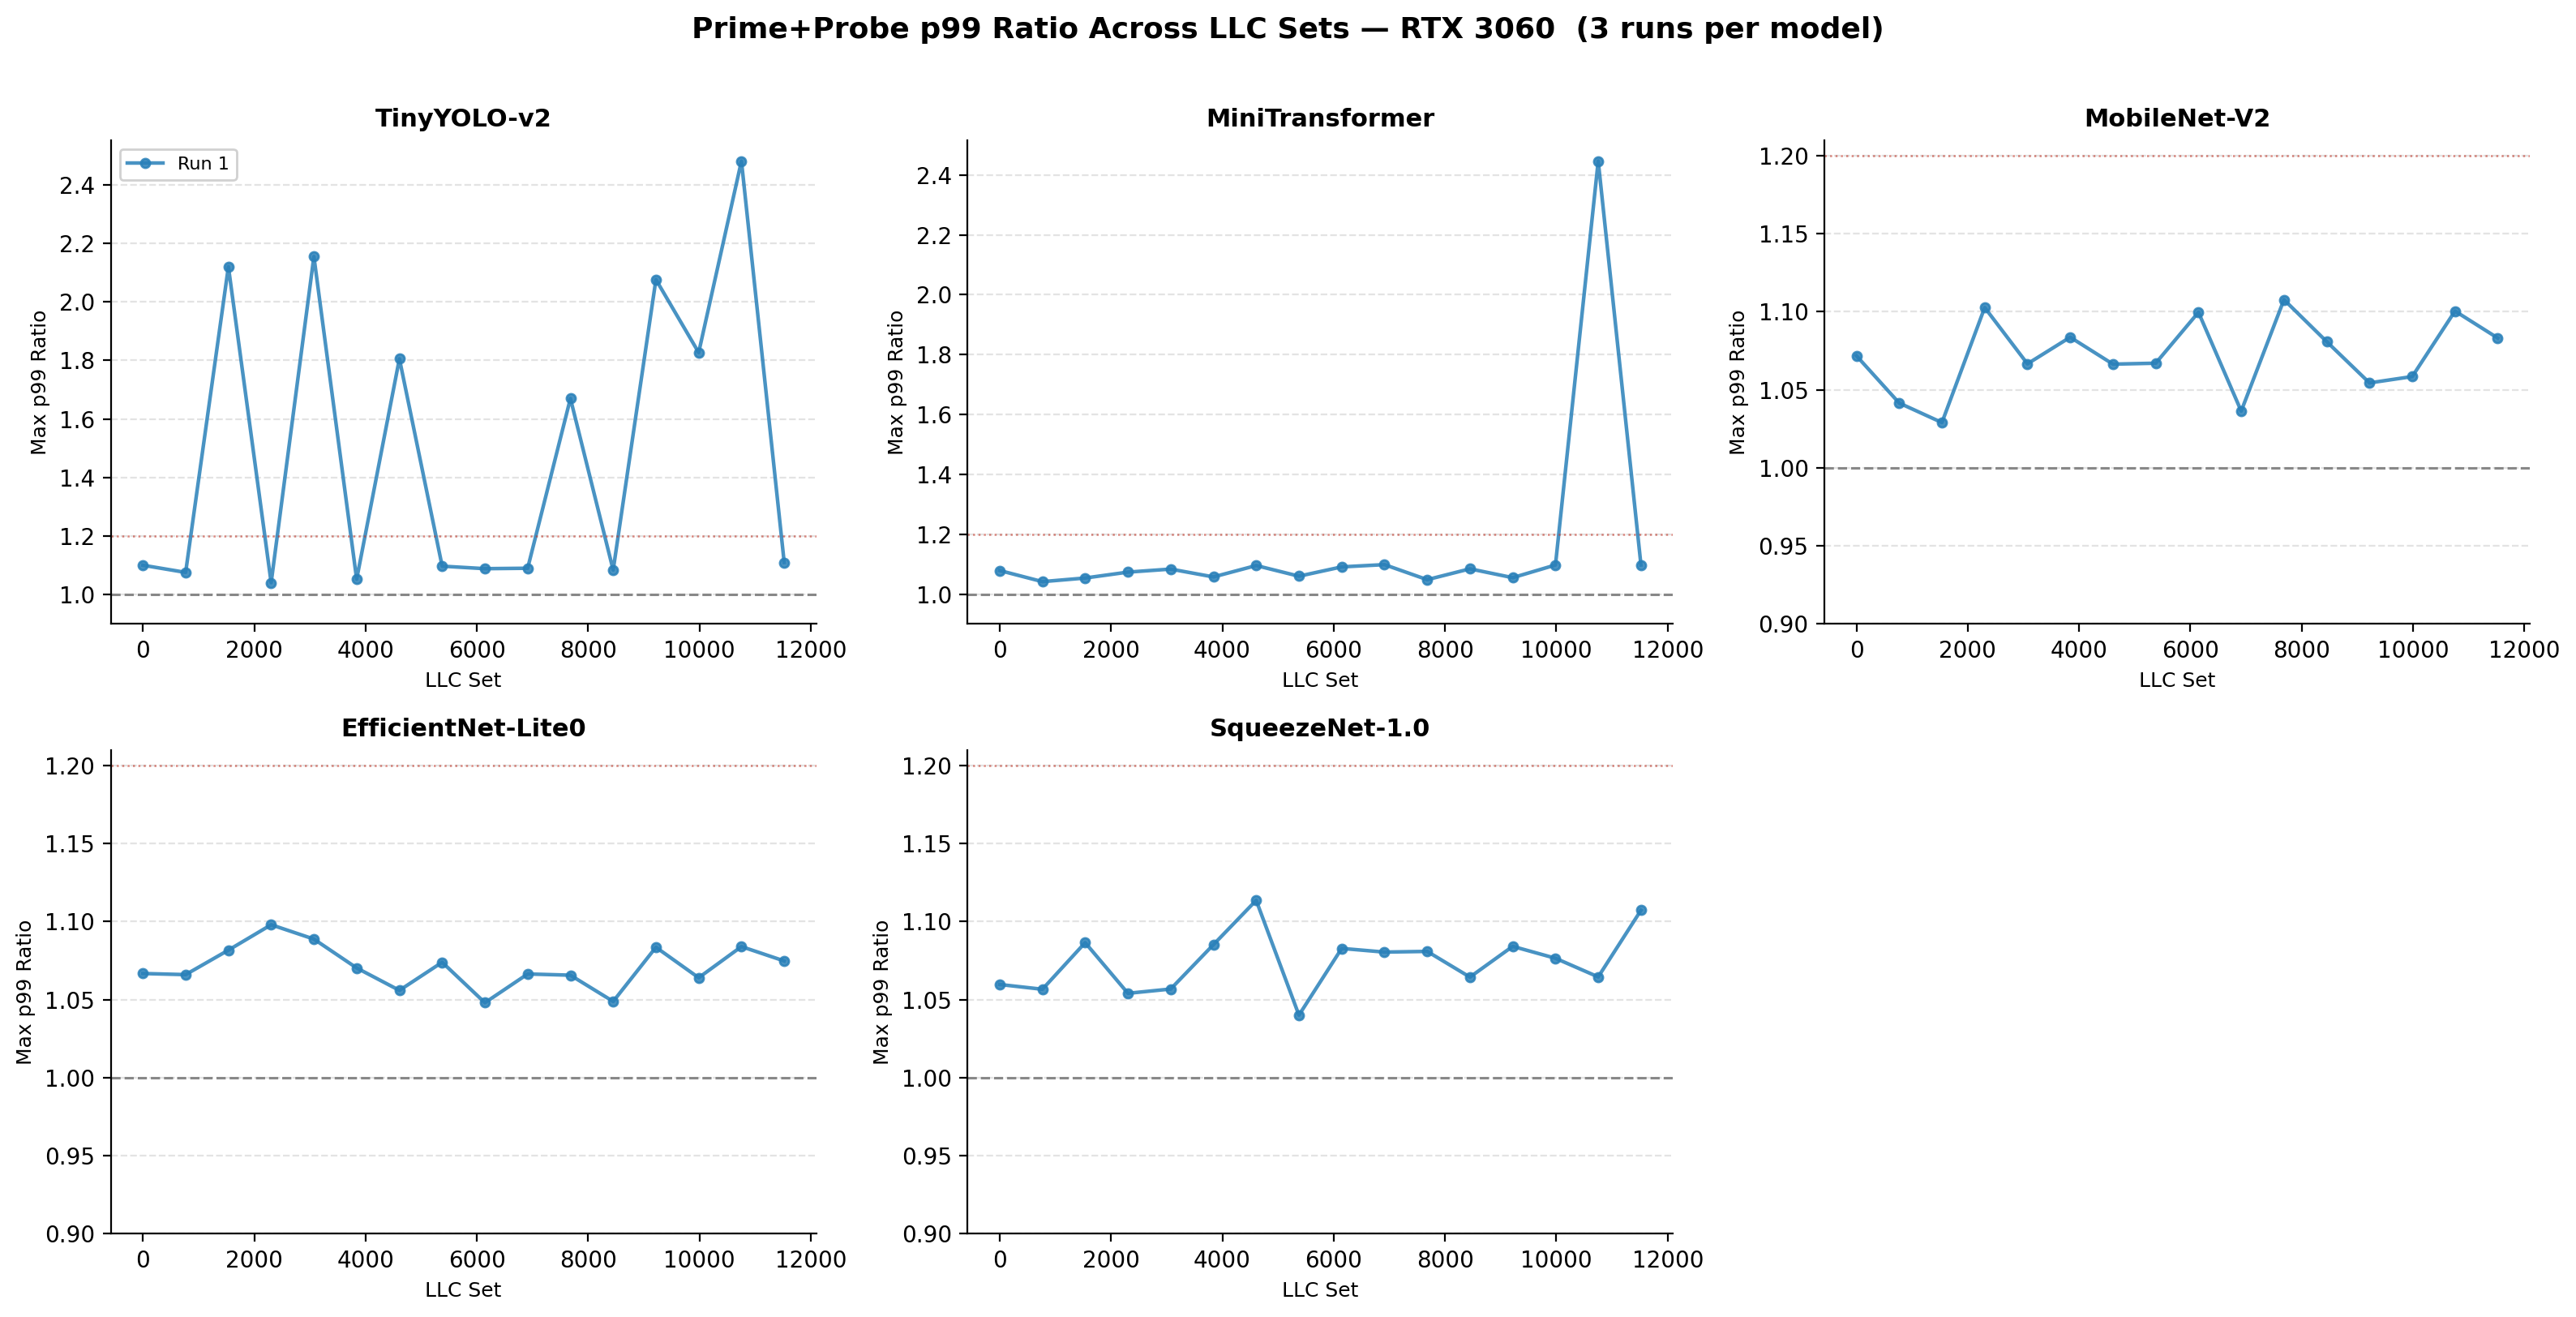 Prime+Probe p99 Ratio Across LLC Sets — RTX 3060  (3 runs per model)
TinyYOLO-v2
Run 1
Max p99 Ratio
2.4
2.2
2.0
1.8
1.6
1.4
1.2
1.0
0 2000 4000 6000 8000 10000 12000
LLC Set
MiniTransformer
Max p99 Ratio
2.4
2.2
2.0
1.8
1.6
1.4
1.2
1.0
0 2000 4000 6000 8000 10000 12000
LLC Set
MobileNet-V2
Max p99 Ratio
1.20
1.15
1.10
1.05
1.00
0.95
0.90
0 2000 4000 6000 8000 10000 12000
LLC Set
EfficientNet-Lite0
Max p99 Ratio
1.20
1.15
1.10
1.05
1.00
0.95
0.90
0 2000 4000 6000 8000 10000 12000
LLC Set
SqueezeNet-1.0
Max p99 Ratio
1.20
1.15
1.10
1.05
1.00
0.95
0.90
0 2000 4000 6000 8000 10000 12000
LLC Set